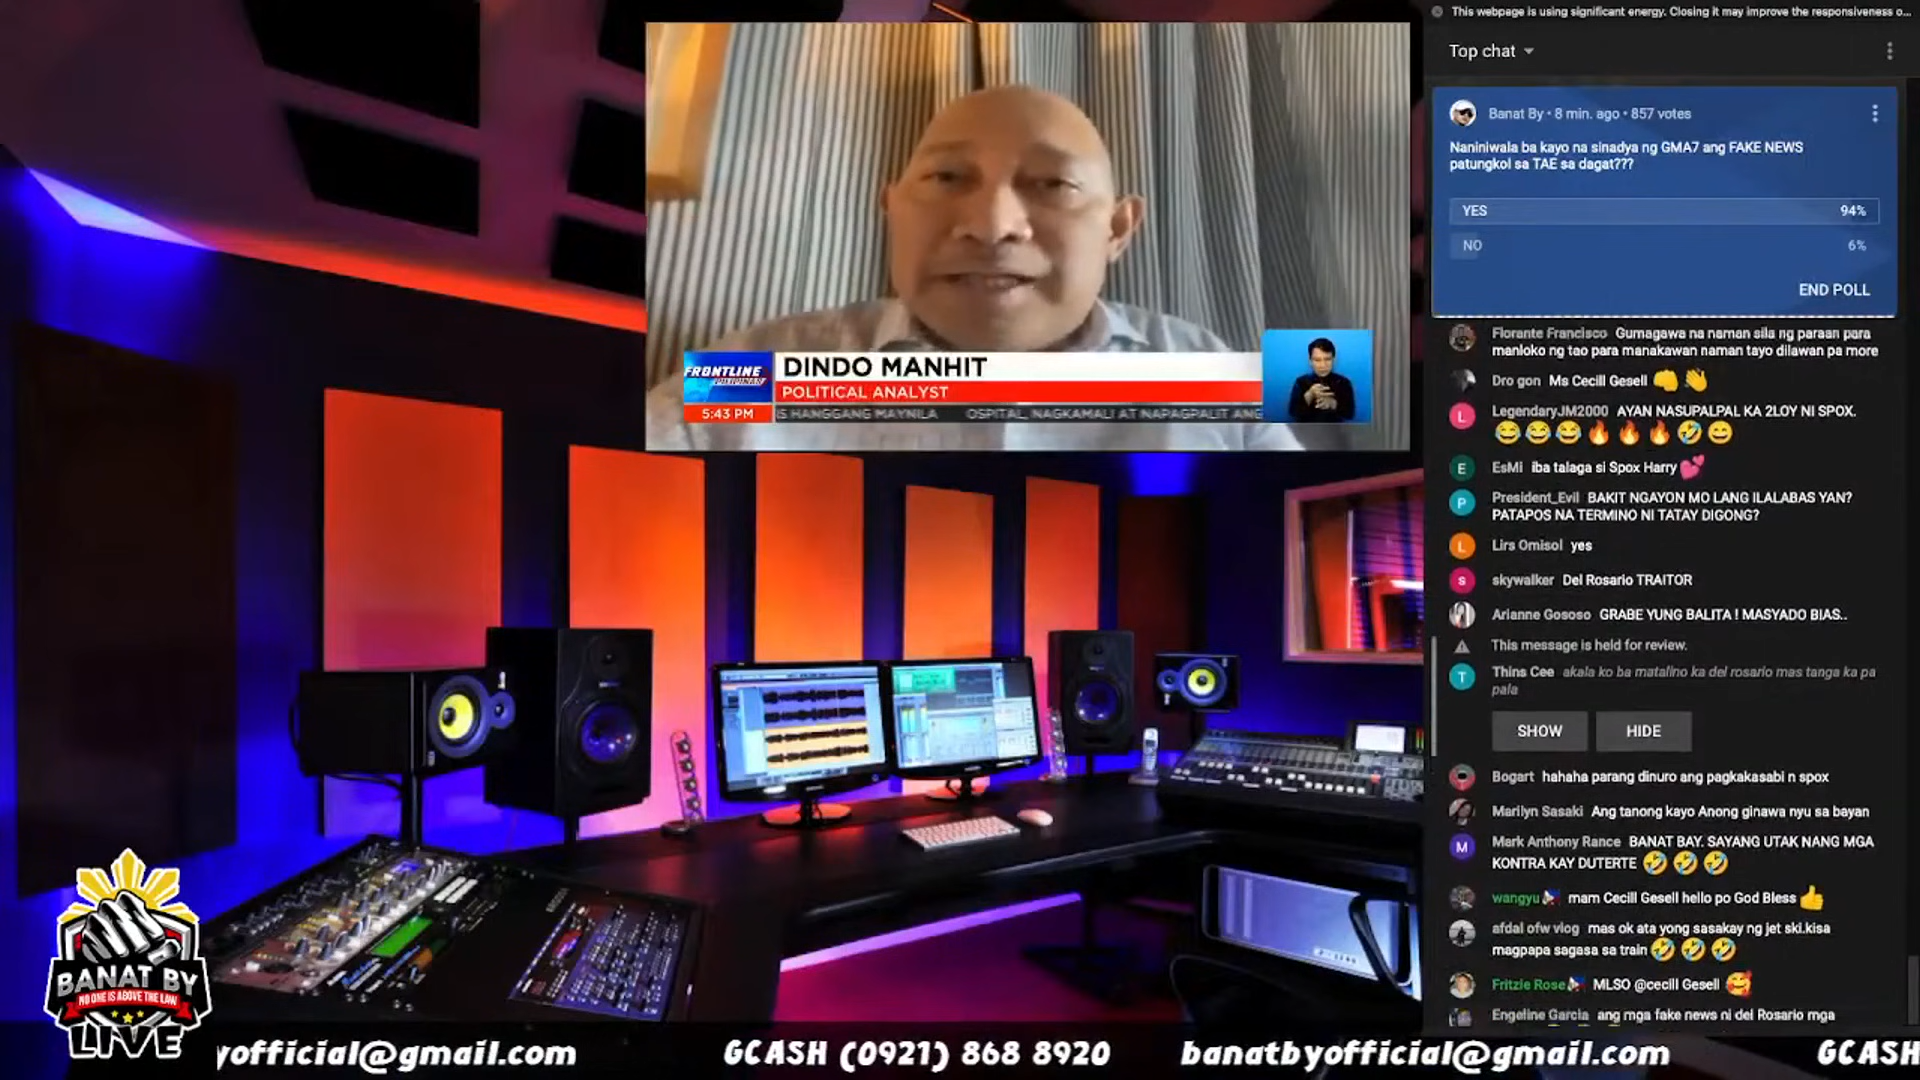 This webpage is using significant energy. Closing it may improve the responsiveness o...
Top chat
Banat By • 8 min. ago • 857 votes
Naniniwala ba kayo na sinadya ng GMA7 ang FAKE NEWS
patungkol sa TAE sa dagat???
YES 94%
NO 6%
END POLL
Florante Francisco Gumagawa na naman sila ng paraan para
manloko ng tao para manakawan naman tayo dilawan pa more
Dro gon Ms Cecill Gesell 👊 👋
LegendaryJM2000 AYAN NASUPALPAL KA 2LOY NI SPOX.
😂 😂 😂 🔥 🔥 🔥 🤣 😄
E EsMi iba talaga si Spox Harry 💕
P President_Evil BAKIT NGAYON MO LANG ILALABAS YAN?
PATAPOS NA TERMINO NI TATAY DIGONG?
L Lirs Omisol yes
s skywalker Del Rosario TRAITOR
Arianne Gososo GRABE YUNG BALITA ! MASYADO BIAS..
This message is held for review.
T Thins Cee akala ko ba matalino ka del rosario mas tanga ka pa
pala
SHOW HIDE
Bogart hahaha parang dinuro ang pagkakasabi n spox
Marilyn Sasaki Ang tanong kayo Anong ginawa nyu sa bayan
M Mark Anthony Rance BANAT BAY. SAYANG UTAK NANG MGA
KONTRA KAY DUTERTE 🤣 🤣 🤣
wangyu mam Cecill Gesell hello po God Bless 👍
afdal ofw vlog mas ok ata yong sasakay ng jet ski.kisa
magpapa sagasa sa train 🤣 🤣 🤣
Fritzie Rose MLSO @cecill Gesell 🥰
Engeline Garcia ang mga fake news ni del Rosario mga
FRONTLINE
PILIPINAS
DINDO MANHIT
POLITICAL ANALYST
5:43 PM
IS HANGGANG MAYNILA OSPITAL, NAGKAMALI AT NAPAGPALIT ANG
BANAT BY
NO ONE IS ABOVE THE LAW
LIVE
yofficial@gmail.com GCASH (0921) 868 8920 banatbyofficial@gmail.com GCASH